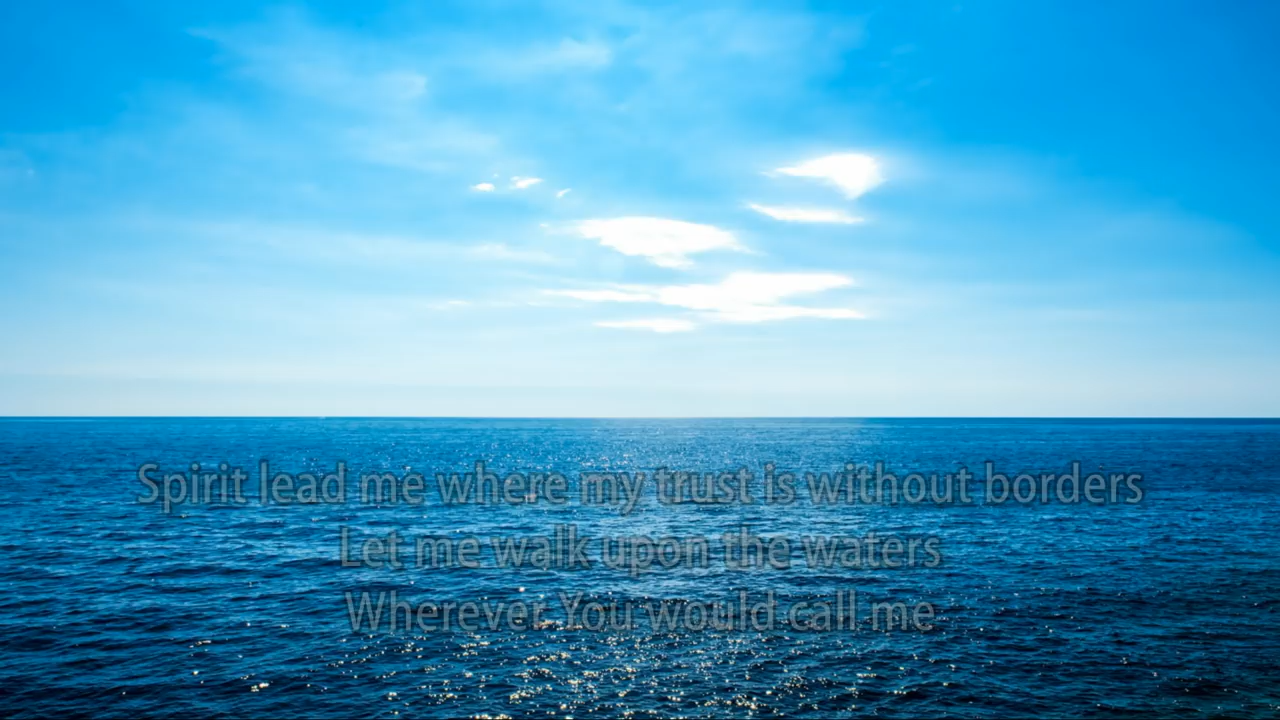 Spirit lead me where my trust is without borders
Let me walk upon the waters
Wherever You would call me